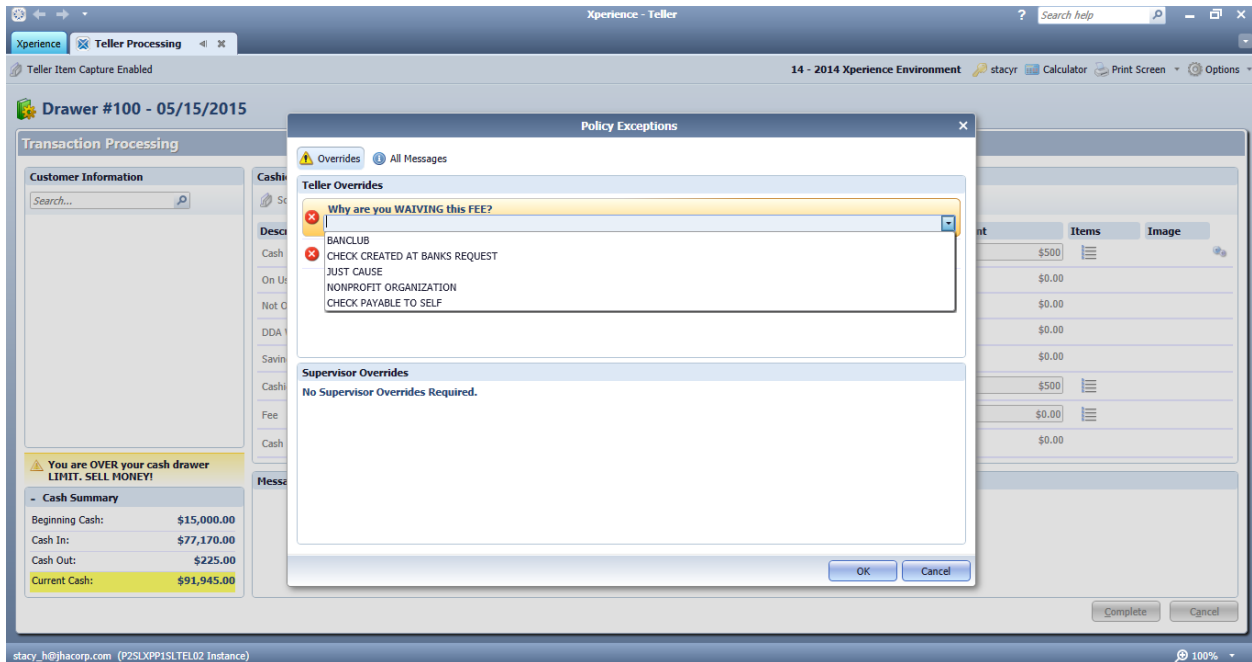 Xperience - Teller
? Search help
Xperience
Teller Processing
Teller Item Capture Enabled
14 - 2014 Xperience Environment stacyr Calculator Print Screen Options
Drawer #100 - 05/15/2015
Transaction Processing
Customer Information
Search...
Policy Exceptions
Overrides All Messages
Teller Overrides
Why are you WAIVING this FEE?
BANCLUB
CHECK CREATED AT BANKS REQUEST
JUST CAUSE
NONPROFIT ORGANIZATION
CHECK PAYABLE TO SELF
Supervisor Overrides
No Supervisor Overrides Required.
OK Cancel
Items Image
Cash $500
$0.00
$0.00
DDA $0.00
$0.00
$500
Fee $0.00
Cash $0.00
You are OVER your cash drawer
LIMIT. SELL MONEY!
- Cash Summary
Beginning Cash: $15,000.00
Cash In: $77,170.00
Cash Out: $225.00
Current Cash: $91,945.00
Complete Cancel
stacy_h@jhacorp.com (P2SLXPP1SLTEL02 Instance)
100%